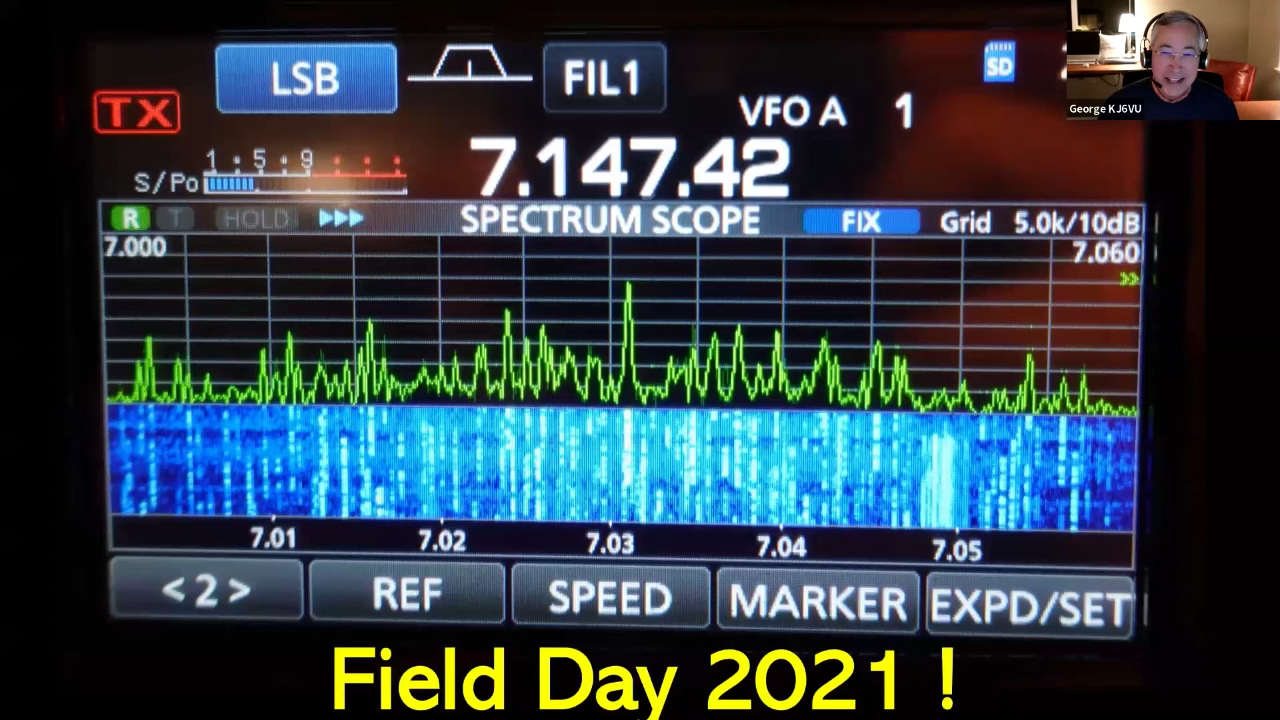 LSB
FIL1
SD
TX
VFO A 1
George KJ6VU
1 5 9
7.147.42
S/Po
R T HOLD SPECTRUM SCOPE FIX Grid 5.0k/10dB
7.000 7.060
7.01 7.02 7.03 7.04 7.05
<2> REF SPEED MARKER EXPD/SET
Field Day 2021 !